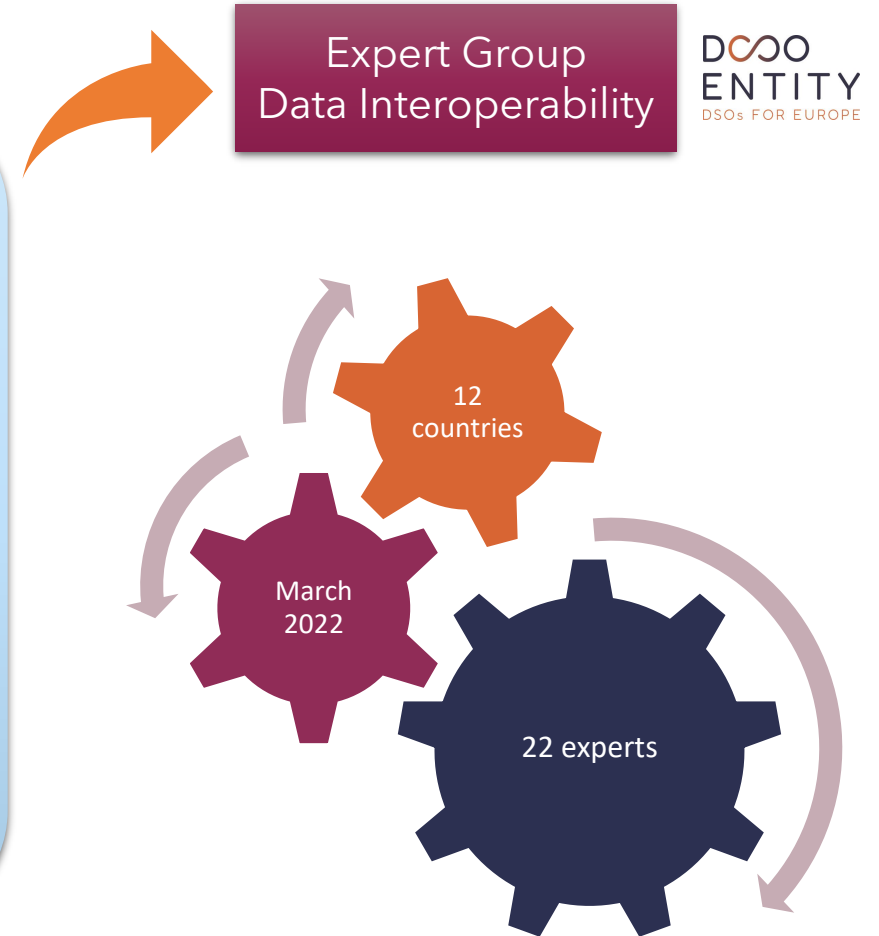 Expert Group
Data Interoperability
DSO
ENTITY
DSOs FOR EUROPE
12
countries
March
2022
22 experts